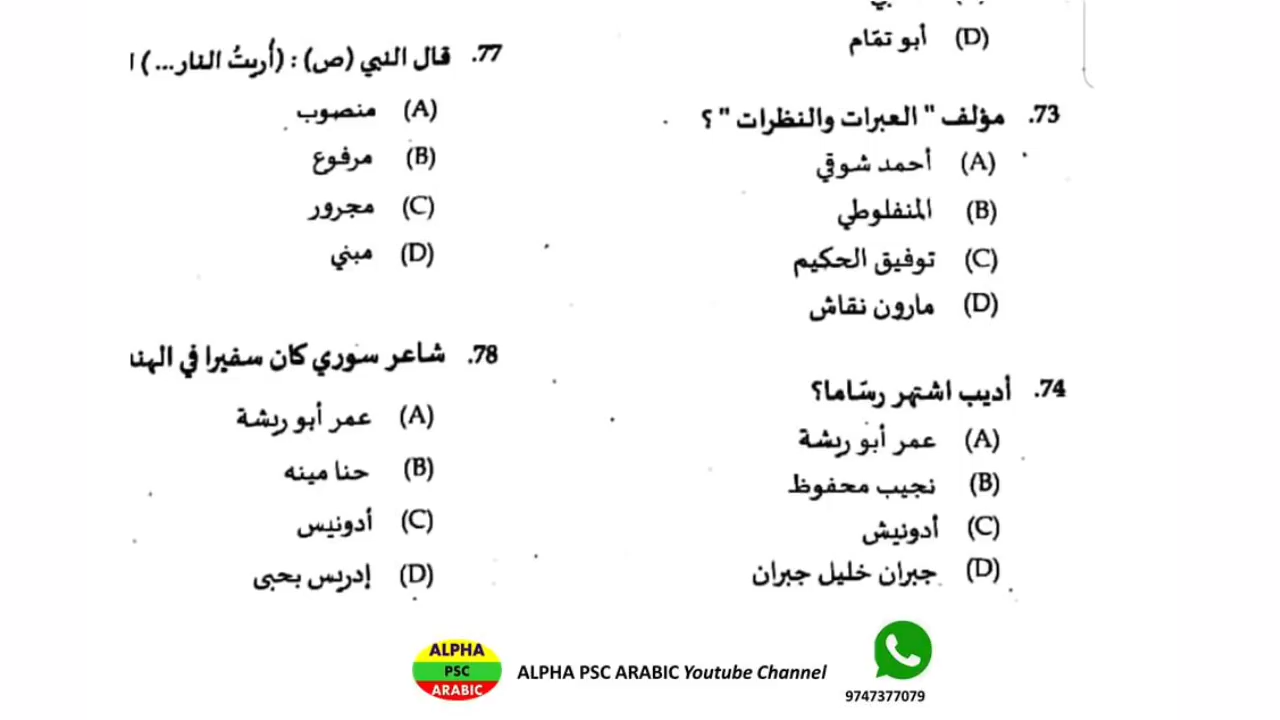 (D) أبو تمّام
73. مؤلف " العبرات والنظرات " ؟
(A) أحمد شوقي
(B) المنفلوطي
(C) توفيق الحكيم
(D) مارون نقاش
74. أديب اشتهر رسّاما؟
(A) عمر أبو ريشة
(B) نجيب محفوظ
(C) أدونيش
(D) جبران خليل جبران
77. قال النبي (ص) : (أُريتُ النار... )
(A) منصوب
(B) مرفوع
(C) مجرور
(D) مبني
78. شاعر سوري كان سفيرا في
(A) عمر أبو ريشة
(B) حنا مينه
(C) أدونيس
(D) إدريس بحبى
ALPHA
PSC
ARABIC
ALPHA PSC ARABIC Youtube Channel
9747377079